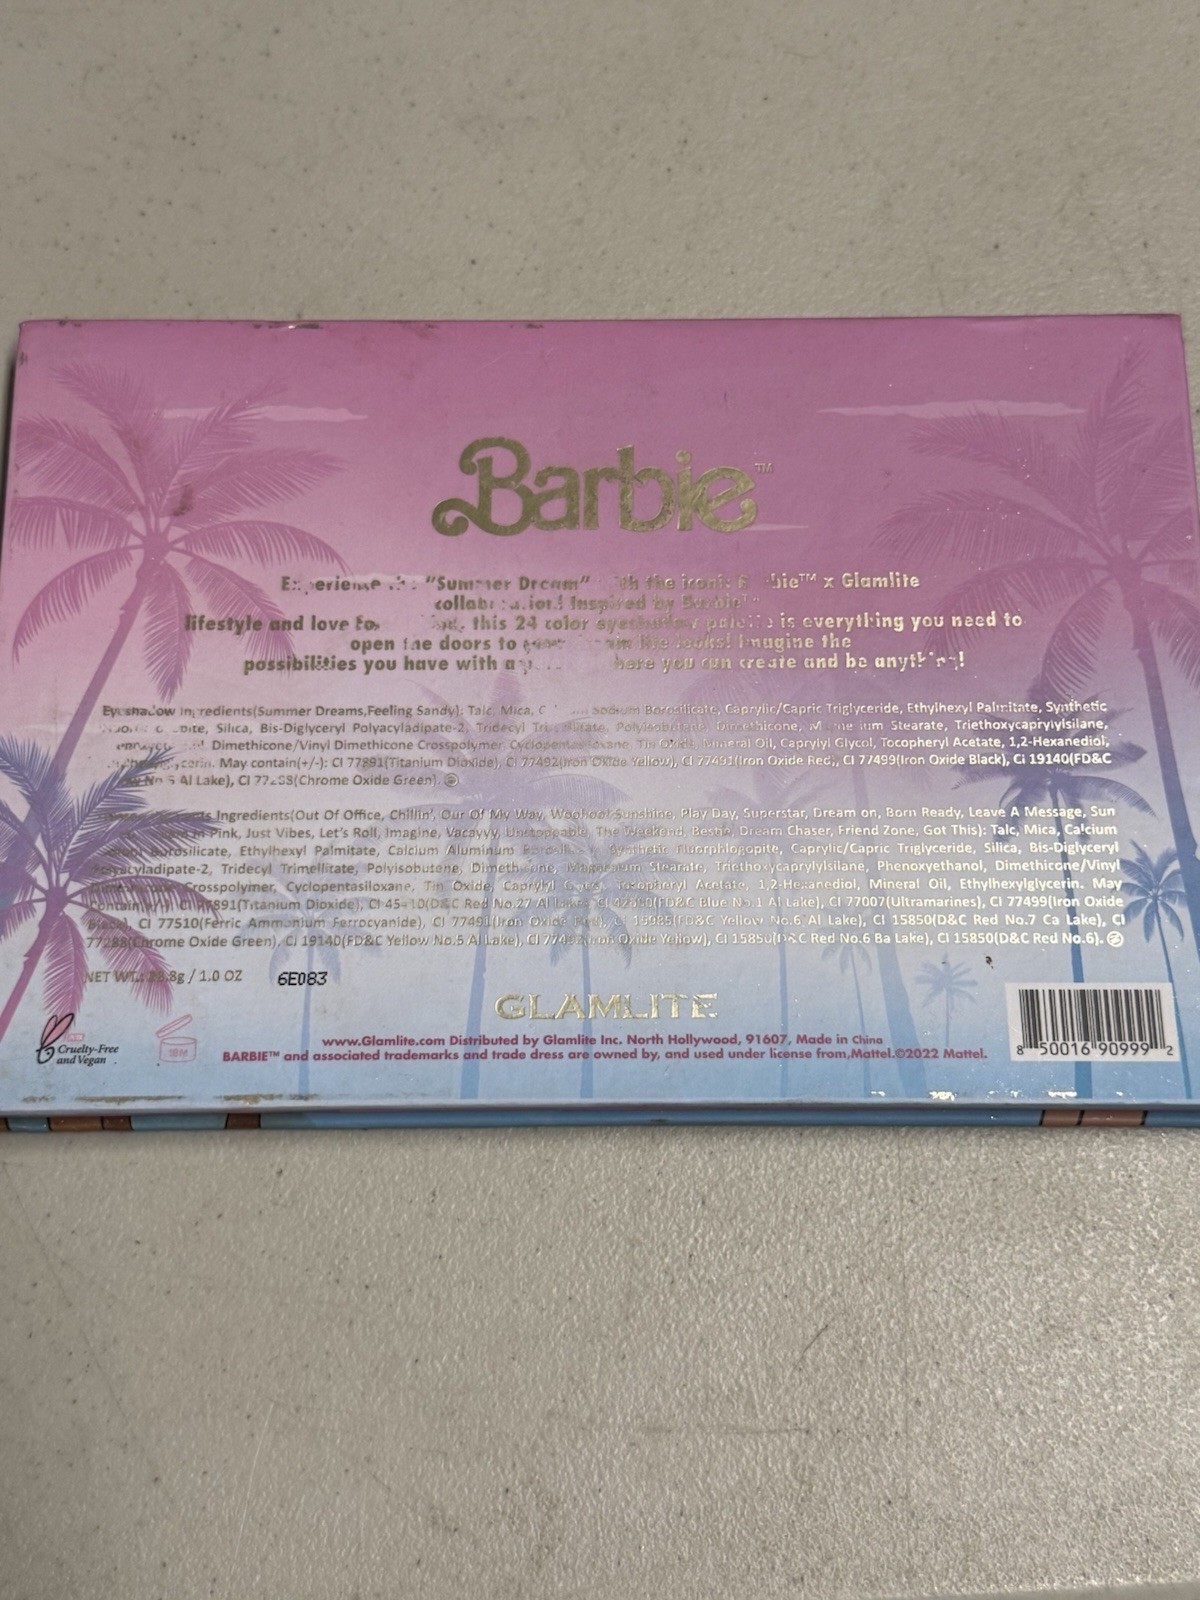 Barbie™
"Summer Dream" with the iconic Barbie™ x Glamlite
Inspired by Barbie™
lifestyle and love this 24 color eyeshadow palette is everything you need to
open the doors to looks! Imagine the
possibilities you have with here you can create and be anything!
Eyeshadow Ingredients(Summer Dreams,Feeling Sandy): Talc, Mica, Sodium Borosilicate, Caprylic/Capric Triglyceride, Ethylhexyl Palmitate, Synthetic
Silica, Bis-Diglyceryl Polyacyladipate-2, Tridecyl Trimellitate, Polyisobutene, Dimethicone, Magnesium Stearate, Triethoxycaprylylsilane,
Dimethicone/Vinyl Dimethicone Crosspolymer, Cyclopentasiloxane, Tin Oxide, Mineral Oil, Caprylyl Glycol, Tocopheryl Acetate, 1,2-Hexanediol,
May contain(+/-): CI 77891(Titanium Dioxide), CI 77492(Iron Oxide Yellow), CI 77491(Iron Oxide Red), CI 77499(Iron Oxide Black), Ci 19140(FD&C
No.5 Al Lake), CI 77288(Chrome Oxide Green).
Ingredients(Out Of Office, Chillin', Our Of My Way, Woohoo! Sunshine, Play Day, Superstar, Dream on, Born Ready, Leave A Message, Sun
Pink, Just Vibes, Let's Roll, Imagine, Vacayyy, Unstoppable, The Weekend, Besnk, Dream Chaser, Friend Zone, Got This): Talc, Mica, Calcium
Borosilicate, Ethylhexyl Palmitate, Calcium Aluminum Borosilicate, Synthetic Fluorphlogopite, Caprylic/Capric Triglyceride, Silica, Bis-Diglyceryl
Polyacyladipate-2, Tridecyl Trimellitate, Polyisobutene, Dimethicone, Magnesium Stearate, Triethoxycaprylylsilane, Phenoxyethanol, Dimethicone/Vinyl
Dimethicone Crosspolymer, Cyclopentasiloxane, Tin Oxide, Caprylyl Glycol, Tocopheryl Acetate, 1,2-Hexanediol, Mineral Oil, Ethylhexylglycerin. May
contain(+/-): CI 77891(Titanium Dioxide), CI 45410(D&C Red No.27 Al Lake), CI 42090(FD&C Blue No.1 Al Lake), CI 77007(Ultramarines), CI 77499(Iron Oxide
Black), CI 77510(Ferric Ammonium Ferrocyanide), CI 77491(Iron Oxide Red), CI 15985(FD&C Yellow No.6 Al Lake), CI 15850(D&C Red No.7 Ca Lake), CI
77288(Chrome Oxide Green), Ci 19140(FD&C Yellow No.5 Al Lake), CI 77492(Iron Oxide Yellow), CI 15850(D&C Red No.6 Ba Lake), CI 15850(D&C Red No.6).
NET WT.: 28.8g / 1.0 OZ
6E083
GLAMLITE
Cruelty-Free
and Vegan
18M
www.Glamlite.com Distributed by Glamlite Inc. North Hollywood, 91607, Made in China
BARBIE™ and associated trademarks and trade dress are owned by, and used under license from,Mattel.©2022 Mattel.
8 50016 90999 2